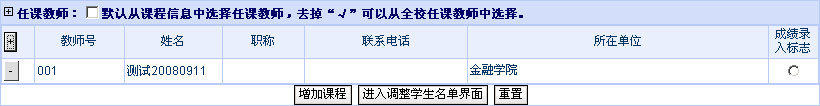 任课教师： 默认从课程信息中选择任课教师，去掉“√”可以从全校任课教师中选择。
+ 教师号 姓名 职称 联系电话 所在单位 成绩录入标志
- 001 测试20080911 金融学院
增加课程 进入调整学生名单界面 重置